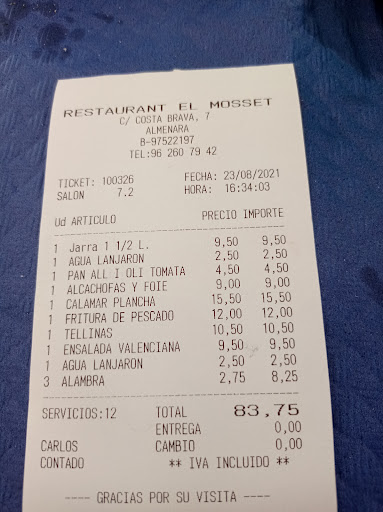 RESTAURANT EL MOSSET
C/ COSTA BRAVA, 7
ALMENARA
B-97522197
TEL:96 260 79 42
TICKET: 100326 FECHA: 23/08/2021
SALON 7.2 HORA: 16:34:03
Ud ARTICULO PRECIO IMPORTE
1 Jarra 1 1/2 L. 9,50 9,50
1 AGUA LANJARON 2,50 2,50
1 PAN ALL I OLI TOMATA 4,50 4,50
1 ALCACHOFAS Y FOIE 9,00 9,00
1 CALAMAR PLANCHA 15,50 15,50
1 FRITURA DE PESCADO 12,00 12,00
1 TELLINAS 10,50 10,50
1 ENSALADA VALENCIANA 9,50 9,50
1 AGUA LANJARON 2,50 2,50
3 ALAMBRA 2,75 8,25
SERVICIOS:12 TOTAL 83,75
ENTREGA 0,00
CARLOS CAMBIO 0,00
CONTADO ** IVA INCLUIDO **
---- GRACIAS POR SU VISITA ----